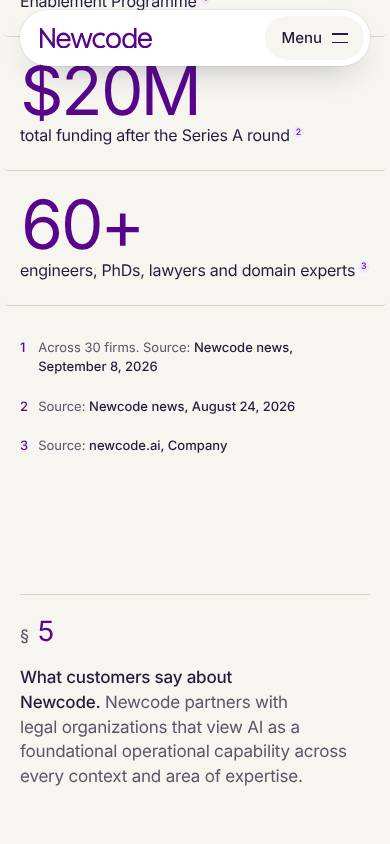 Enablement Programme
Newcode
Menu
$20M
total funding after the Series A round 2
60+
engineers, PhDs, lawyers and domain experts 3
1 Across 30 firms. Source: Newcode news,
September 8, 2026
2 Source: Newcode news, August 24, 2026
3 Source: newcode.ai, Company
§ 5
What customers say about
Newcode. Newcode partners with
legal organizations that view AI as a
foundational operational capability across
every context and area of expertise.